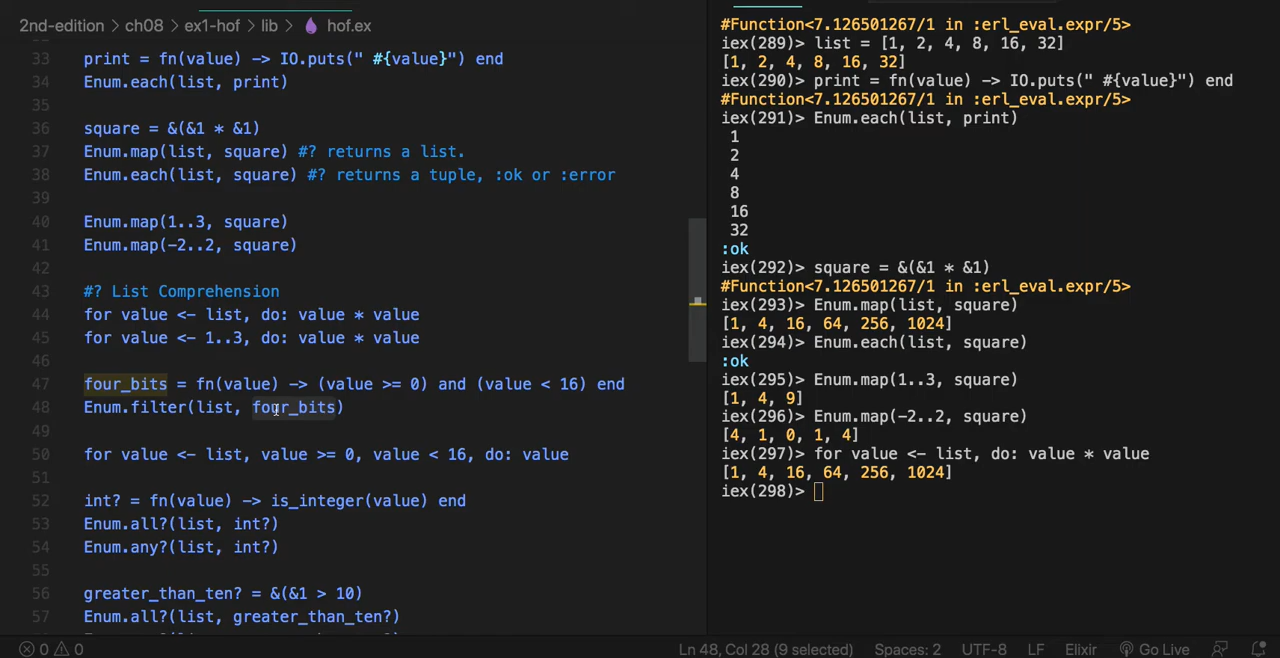 2nd-edition > ch08 > ex1-hof > lib > hof.ex
33 print = fn(value) -> IO.puts(" #{value}") end
34 Enum.each(list, print)
35
36 square = &(&1 * &1)
37 Enum.map(list, square) #? returns a list.
38 Enum.each(list, square) #? returns a tuple, :ok or :error
39
40 Enum.map(1..3, square)
41 Enum.map(-2..2, square)
42
43 #? List Comprehension
44 for value <- list, do: value * value
45 for value <- 1..3, do: value * value
46
47 four_bits = fn(value) -> (value >= 0) and (value < 16) end
48 Enum.filter(list, four_bits)
49
50 for value <- list, value >= 0, value < 16, do: value
51
52 int? = fn(value) -> is_integer(value) end
53 Enum.all?(list, int?)
54 Enum.any?(list, int?)
55
56 greater_than_ten? = &(&1 > 10)
57 Enum.all?(list, greater_than_ten?)
#Function<7.126501267/1 in :erl_eval.expr/5>
iex(289)> list = [1, 2, 4, 8, 16, 32]
[1, 2, 4, 8, 16, 32]
iex(290)> print = fn(value) -> IO.puts(" #{value}") end
#Function<7.126501267/1 in :erl_eval.expr/5>
iex(291)> Enum.each(list, print)
1
2
4
8
16
32
:ok
iex(292)> square = &(&1 * &1)
#Function<7.126501267/1 in :erl_eval.expr/5>
iex(293)> Enum.map(list, square)
[1, 4, 16, 64, 256, 1024]
iex(294)> Enum.each(list, square)
:ok
iex(295)> Enum.map(1..3, square)
[1, 4, 9]
iex(296)> Enum.map(-2..2, square)
[4, 1, 0, 1, 4]
iex(297)> for value <- list, do: value * value
[1, 4, 16, 64, 256, 1024]
iex(298)>
0 0 Ln 48, Col 28 (9 selected) Spaces: 2 UTF-8 LF Elixir Go Live